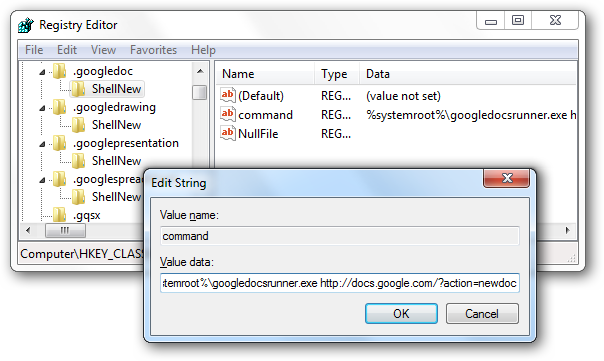 Registry Editor
File Edit View Favorites Help
.googledoc
ShellNew
.googledrawing
ShellNew
.googlepresentation
ShellNew
.googlesprea
ShellNew
.gqsx
Name Type Data
(Default) REG... (value not set)
command REG... %systemroot%\googledocsrunner.exe h
NullFile REG...
Computer\HKEY_CLAS
Edit String
Value name:
command
Value data:
temroot%\googledocsrunner.exe http://docs.google.com/?action=newdoc
OK Cancel